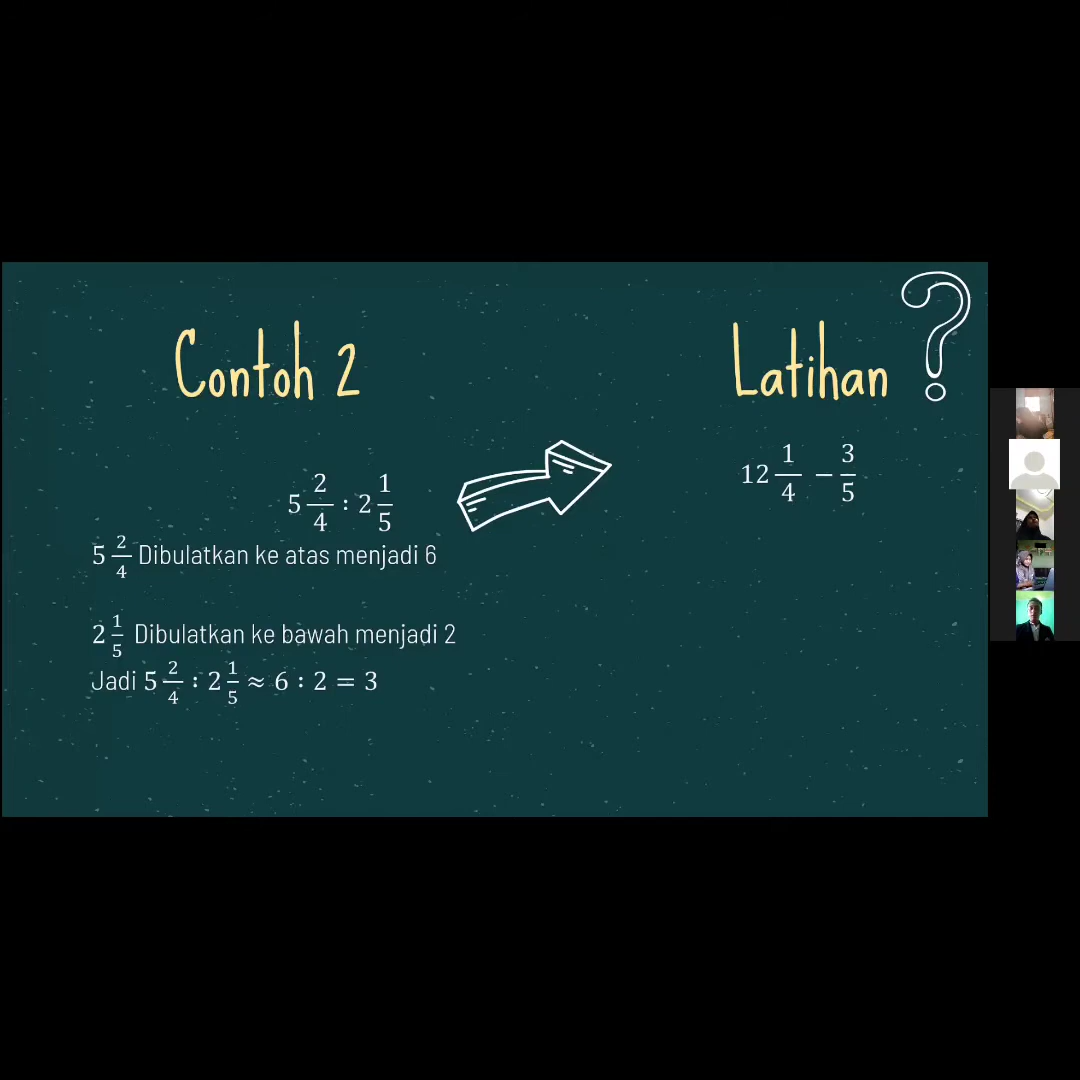 Contoh 2
5 2/4 : 2 1/5
5 2/4 Dibulatkan ke atas menjadi 6
2 1/5 Dibulatkan ke bawah menjadi 2
Jadi 5 2/4 : 2 1/5 ≈ 6 : 2 = 3
Latihan ?
12 1/4 − 3/5